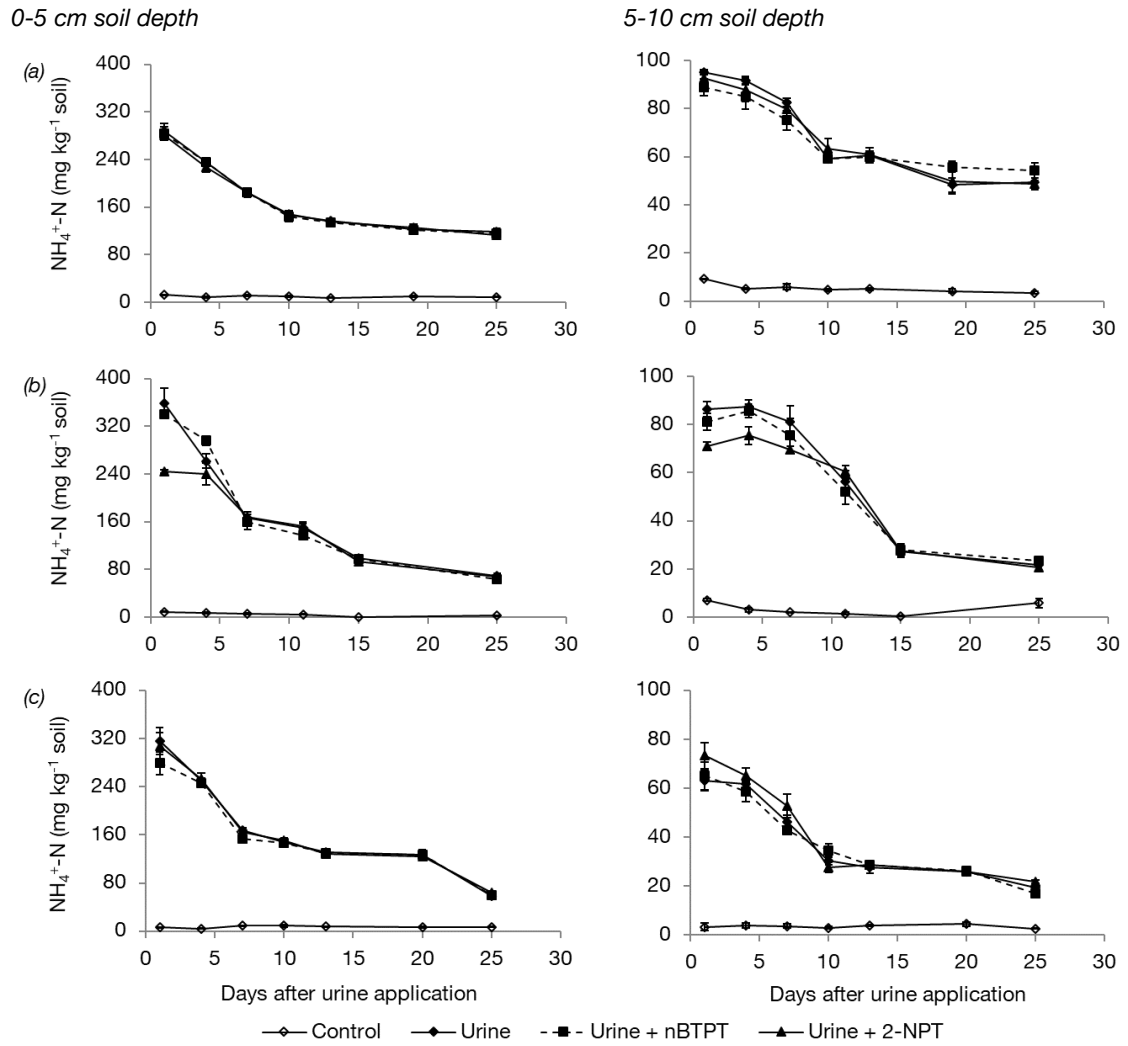 0-5 cm soil depth
5-10 cm soil depth
(a)
NH₄⁺-N (mg kg⁻¹ soil)
400
320
240
160
80
0
0 5 10 15 20 25 30
100
80
60
40
20
0
0 5 10 15 20 25 30
(b)
NH₄⁺-N (mg kg⁻¹ soil)
400
320
240
160
80
0
0 5 10 15 20 25 30
100
80
60
40
20
0
0 5 10 15 20 25 30
(c)
NH₄⁺-N (mg kg⁻¹ soil)
400
320
240
160
80
0
0 5 10 15 20 25 30
Days after urine application
100
80
60
40
20
0
0 5 10 15 20 25 30
Days after urine application
Control Urine Urine + nBTPT Urine + 2-NPT